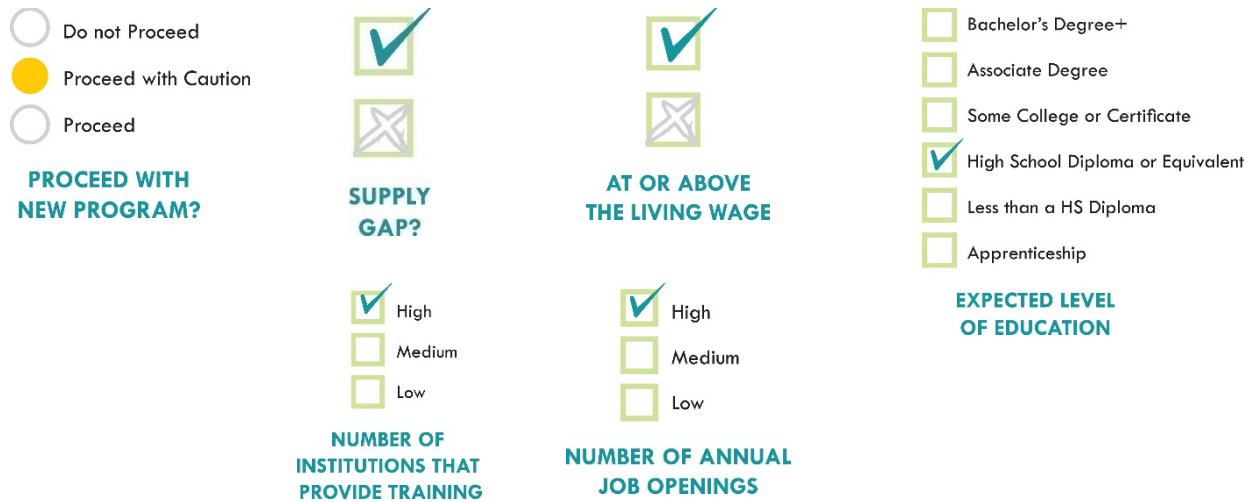 Do not Proceed
Proceed with Caution
Proceed
PROCEED WITH
NEW PROGRAM?
SUPPLY
GAP?
AT OR ABOVE
THE LIVING WAGE
Bachelor's Degree+
Associate Degree
Some College or Certificate
High School Diploma or Equivalent
Less than a HS Diploma
Apprenticeship
EXPECTED LEVEL
OF EDUCATION
High
Medium
Low
NUMBER OF
INSTITUTIONS THAT
PROVIDE TRAINING
High
Medium
Low
NUMBER OF ANNUAL
JOB OPENINGS